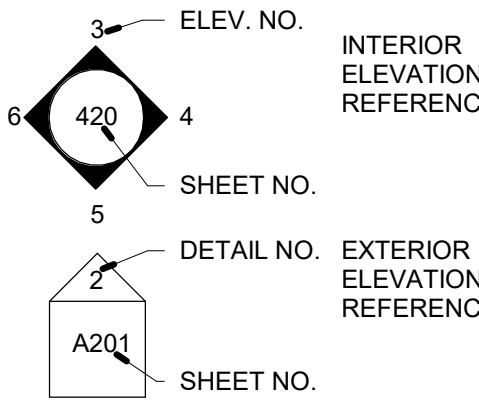 3
ELEV. NO.
INTERIOR
ELEVATION
REFERENC
6
420
4
SHEET NO.
5
DETAIL NO.
EXTERIOR
ELEVATION
REFERENC
2
A201
SHEET NO.